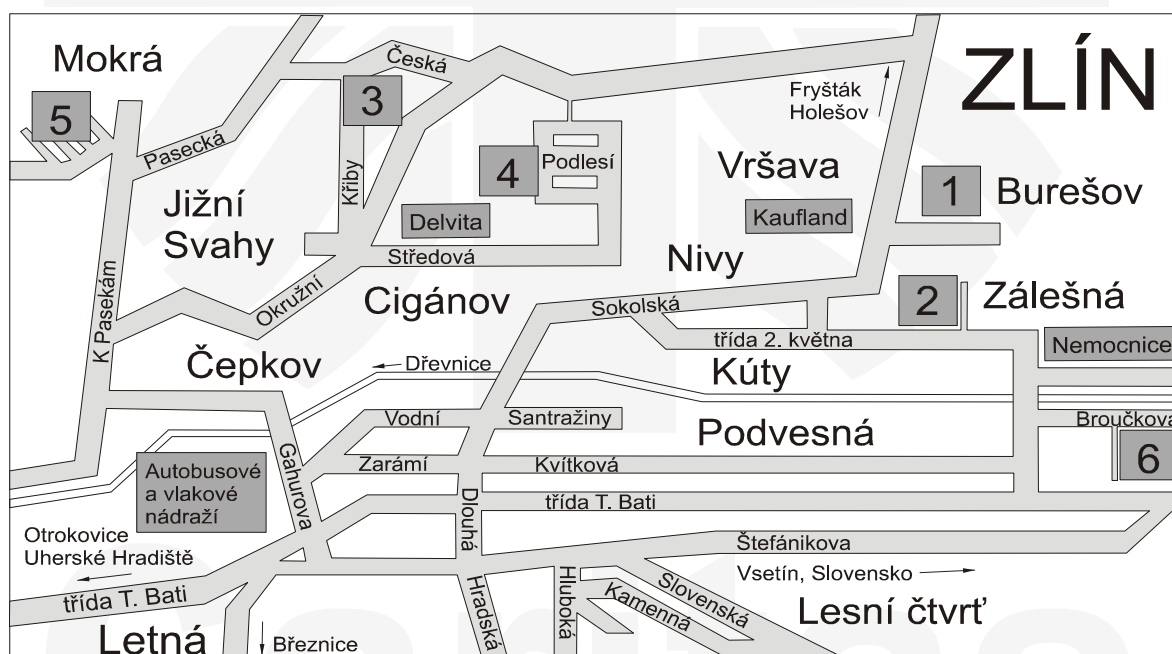 ZLÍN
Mokrá
Česká
3
5
Fryšták
Holešov
Pasecká
Podlesí
4
Vršava
1
Burešov
Křiby
Jižní
Svahy
Delvita
Kaufland
Středová
Nivy
Okružní
Cigánov
Sokolská
2
Zálešná
K Pasekám
třída 2. května
Nemocnice
Čepkov
Dřevnice
Kúty
Vodní
Santražiny
Podvesná
Broučkova
Gahurova
Zarámí
Kvítková
6
Autobusové
a vlakové
nádraží
Dlouhá
třída T. Bati
Otrokovice
Uherské Hradiště
Štefánikova
Vsetín, Slovensko
třída T. Bati
Hradská
Hluboká
Slovenská
Kamenná
Lesní čtvrť
Letná
Březnice